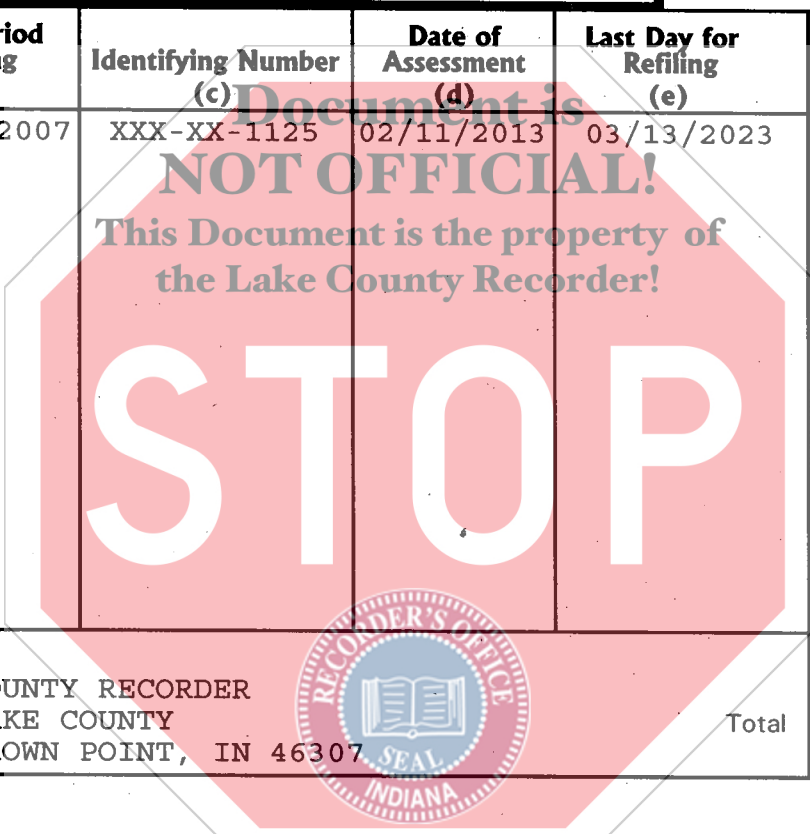 riod
g
Identifying Number
(c)
Date of
Assessment
(d)
Last Day for
Refiling
(e)
2007 XXX-XX-1125 02/11/2013 03/13/2023
Document is
NOT OFFICIAL!
This Document is the property of
the Lake County Recorder!
STOP
RECORDER'S OFFICE
SEAL
INDIANA
OUNTY RECORDER
AKE COUNTY
OWN POINT, IN 46307
Total